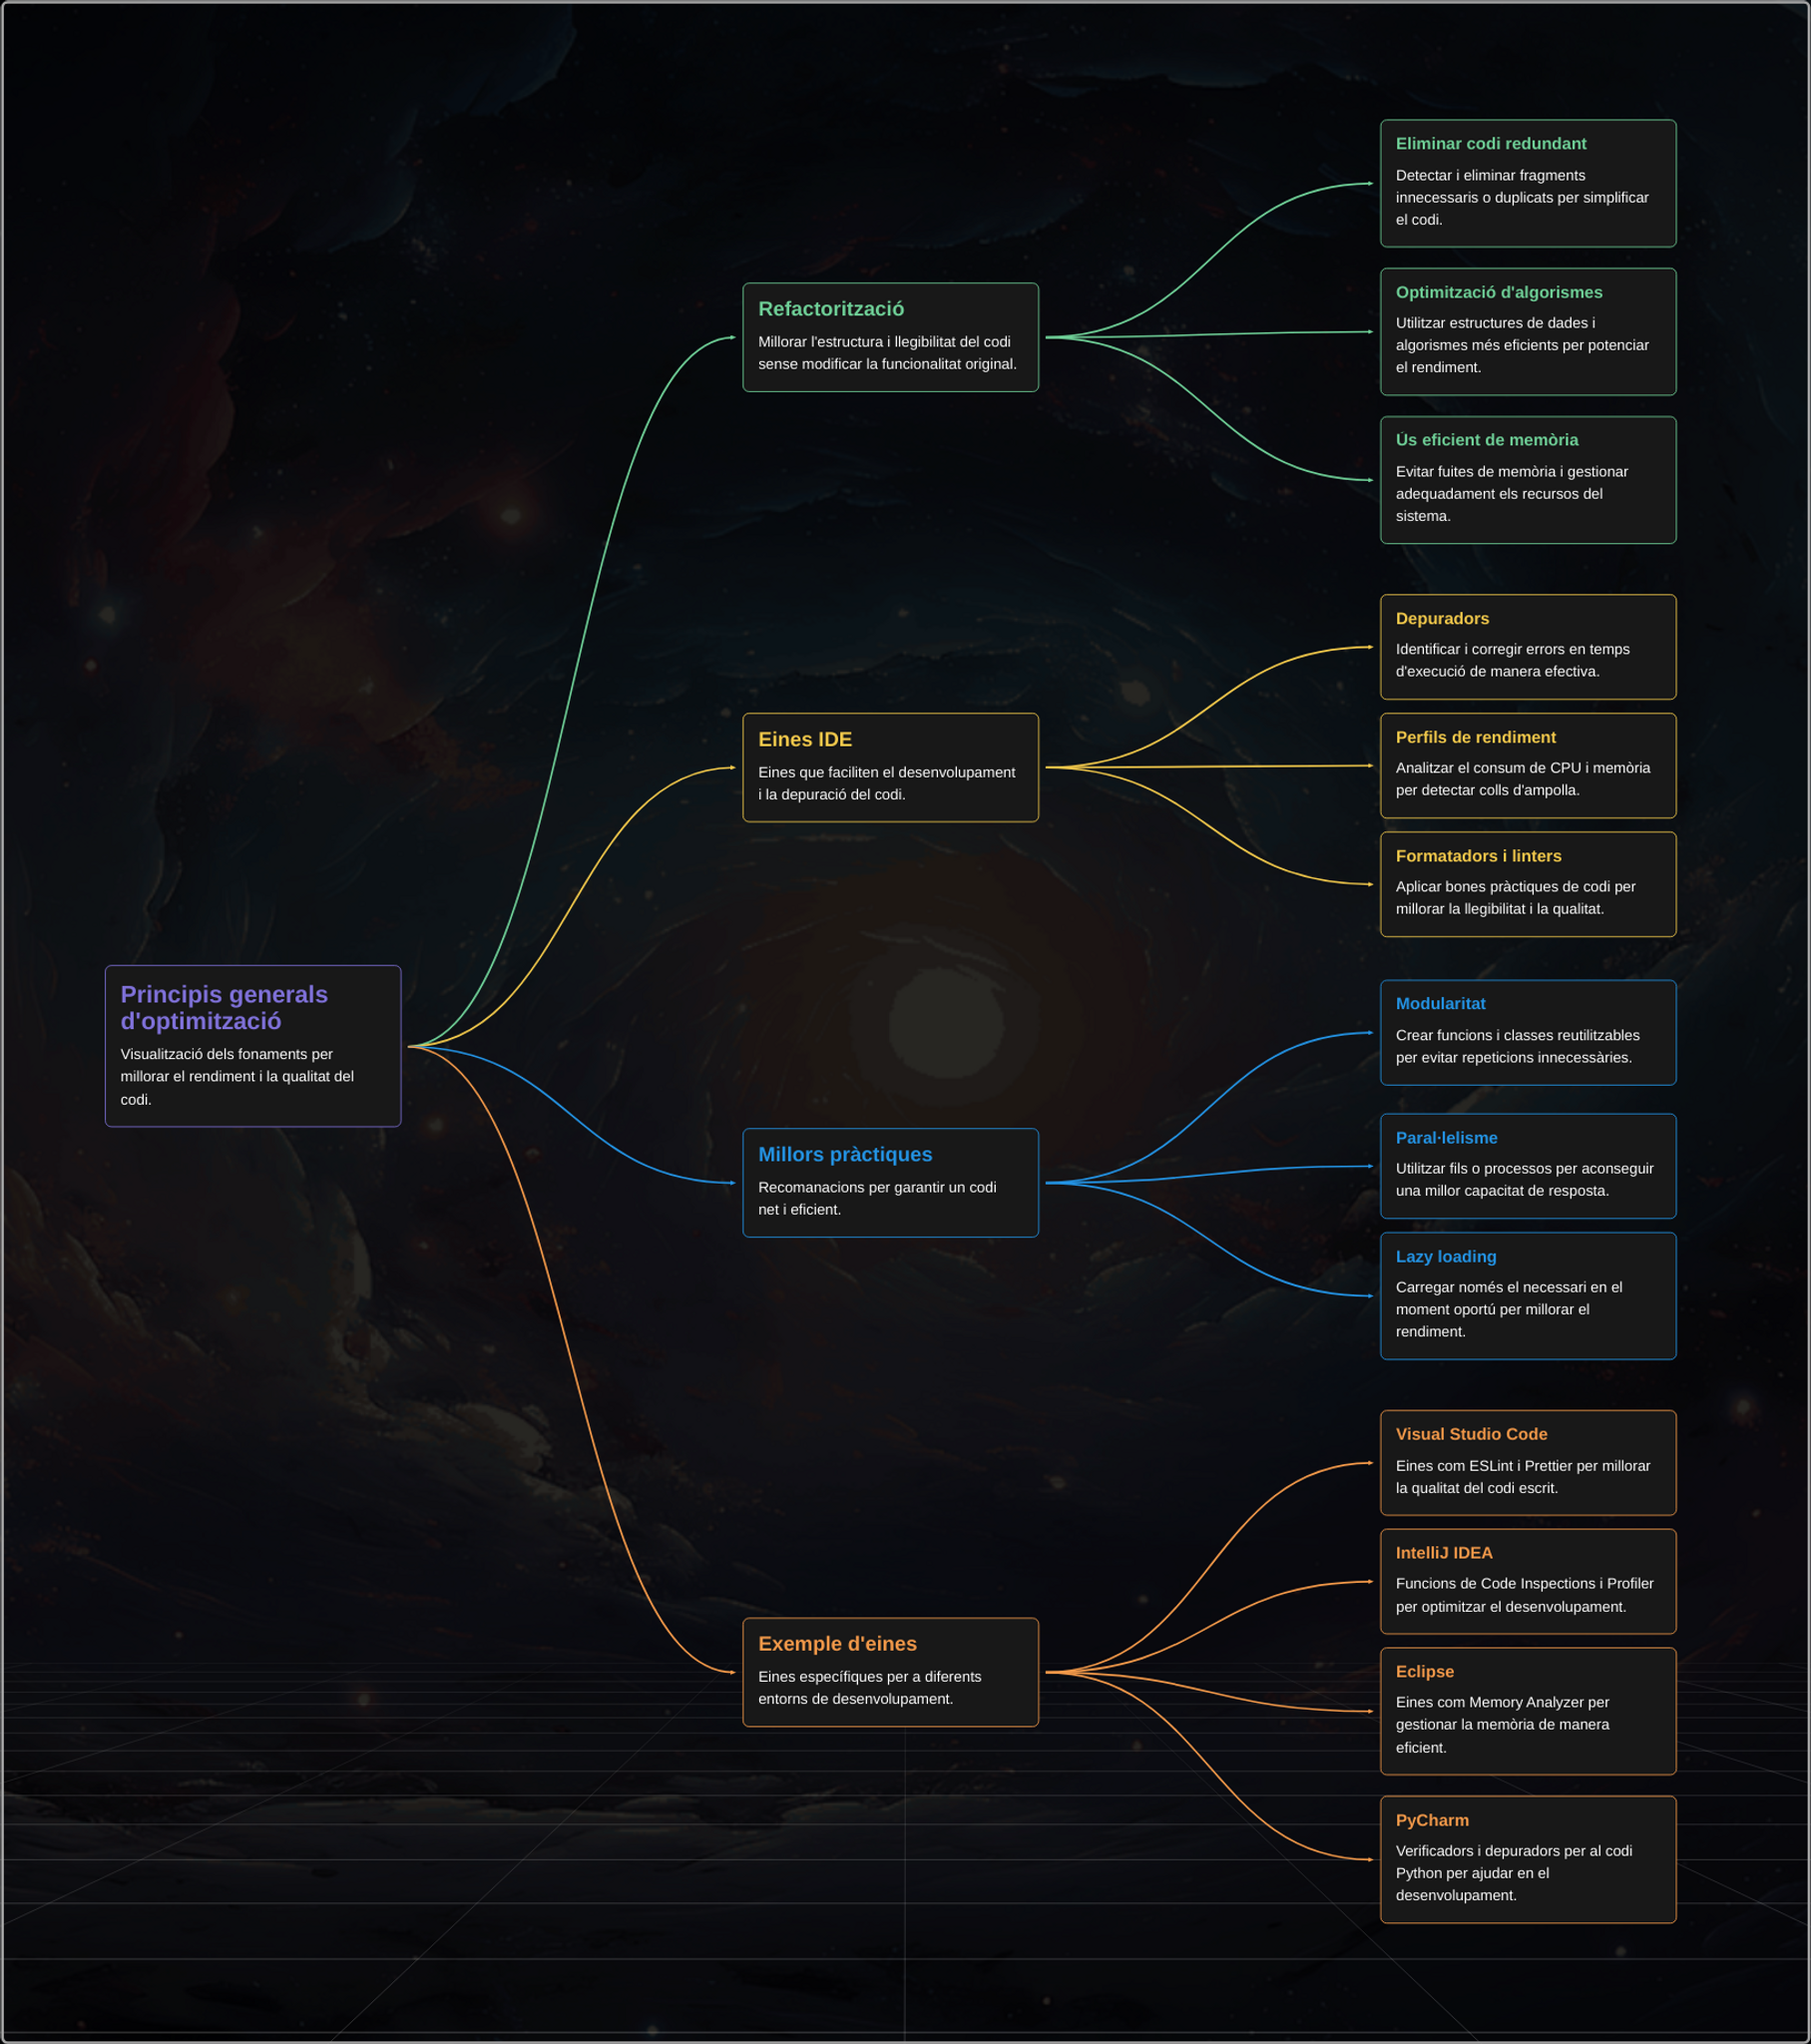 Principis generals
d'optimització
Visualització dels fonaments per
millorar el rendiment i la qualitat del
codi.
Refactorització
Millorar l'estructura i llegibilitat del codi
sense modificar la funcionalitat original.
Eliminar codi redundant
Detectar i eliminar fragments
innecessaris o duplicats per simplificar
el codi.
Optimització d'algorismes
Utilitzar estructures de dades i
algorismes més eficients per potenciar
el rendiment.
Ús eficient de memòria
Evitar fuites de memòria i gestionar
adequadament els recursos del
sistema.
Eines IDE
Eines que faciliten el desenvolupament
i la depuració del codi.
Depuradors
Identificar i corregir errors en temps
d'execució de manera efectiva.
Perfils de rendiment
Analitzar el consum de CPU i memòria
per detectar colls d'ampolla.
Formatadors i linters
Aplicar bones pràctiques de codi per
millorar la llegibilitat i la qualitat.
Millors pràctiques
Recomanacions per garantir un codi
net i eficient.
Modularitat
Crear funcions i classes reutilitzables
per evitar repeticions innecessàries.
Paral·lelisme
Utilitzar fils o processos per aconseguir
una millor capacitat de resposta.
Lazy loading
Carregar només el necessari en el
moment oportú per millorar el
rendiment.
Exemple d'eines
Eines específiques per a diferents
entorns de desenvolupament.
Visual Studio Code
Eines com ESLint i Prettier per millorar
la qualitat del codi escrit.
IntelliJ IDEA
Funcions de Code Inspections i Profiler
per optimitzar el desenvolupament.
Eclipse
Eines com Memory Analyzer per
gestionar la memòria de manera
eficient.
PyCharm
Verificadors i depuradors per al codi
Python per ajudar en el
desenvolupament.